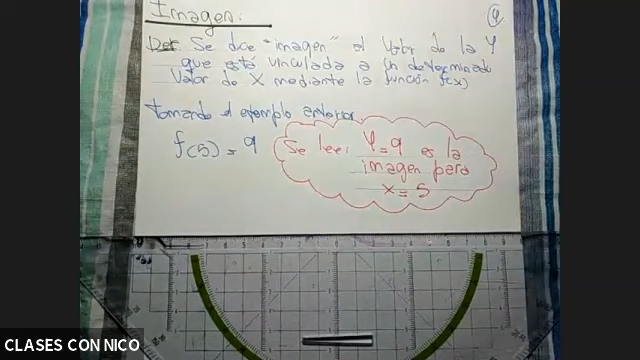 Imagen:
4
Def: Se dice "imagen" al valor de la Y
que está vinculada a un determinado
valor de X mediante la función f(x)
tomando el ejemplo anterior
f(5) = 9
Se lee: Y = 9 es la
imagen para
x = 5
CLASES CON NICO